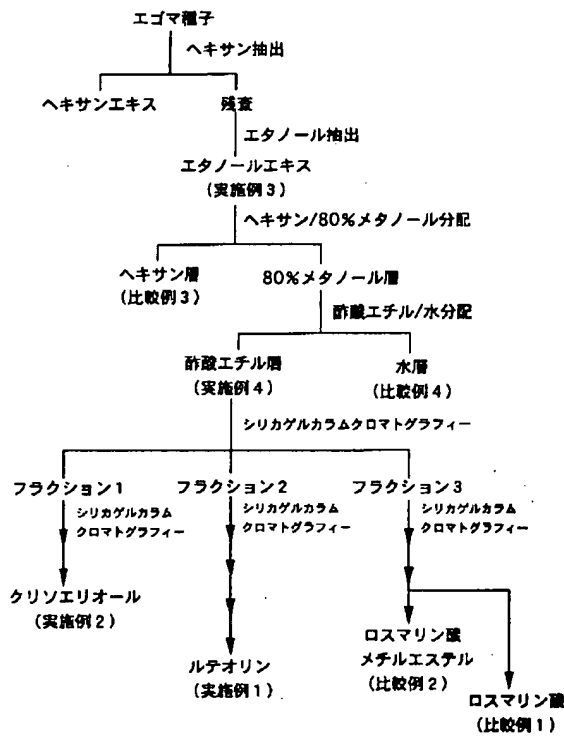 エゴマ種子
ヘキサン抽出
ヘキサンエキス
残査
エタノール抽出
エタノールエキス
(実施例3)
ヘキサン/80%メタノール分配
ヘキサン層
(比較例3)
80%メタノール層
酢酸エチル/水分配
酢酸エチル層
(実施例4)
水層
(比較例4)
シリカゲルカラムクロマトグラフィー
フラクション1
フラクション2
フラクション3
シリカゲルカラム
クロマトグラフィー
シリカゲルカラム
クロマトグラフィー
シリカゲルカラム
クロマトグラフィー
クリソエリオール
(実施例2)
ルテオリン
(実施例1)
ロスマリン酸
メチルエステル
(比較例2)
ロスマリン酸
(比較例1)